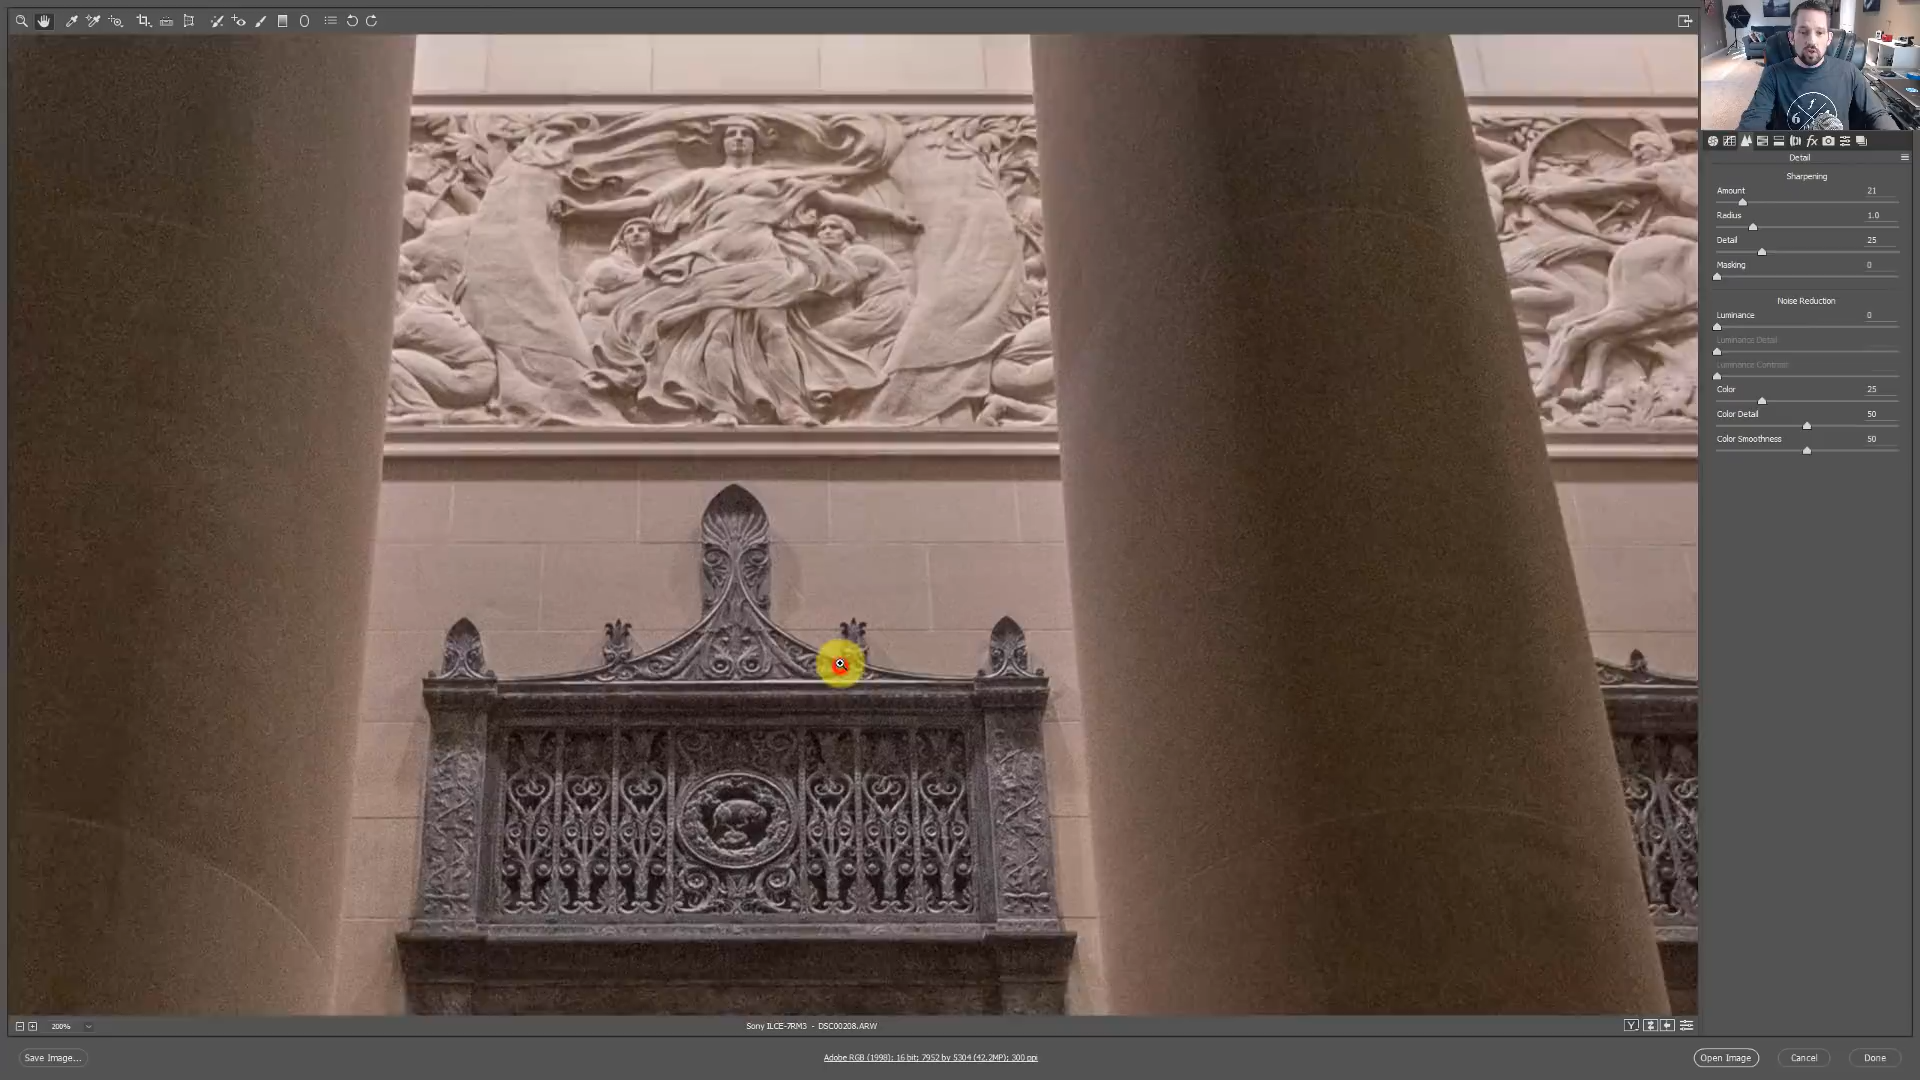 fx
Detail
Sharpening
Amount 21
Radius 1.0
Detail 25
Masking 0
Noise Reduction
Luminance 0
Luminance Detail
Luminance Contrast
Color 25
Color Detail 50
Color Smoothness 50
200%
Sony ILCE-7RM3 - DSC00208.ARW
Y
Save Image...
Adobe RGB (1998); 16 bit; 7952 by 5304 (42.2MP); 300 ppi
Open Image
Cancel
Done